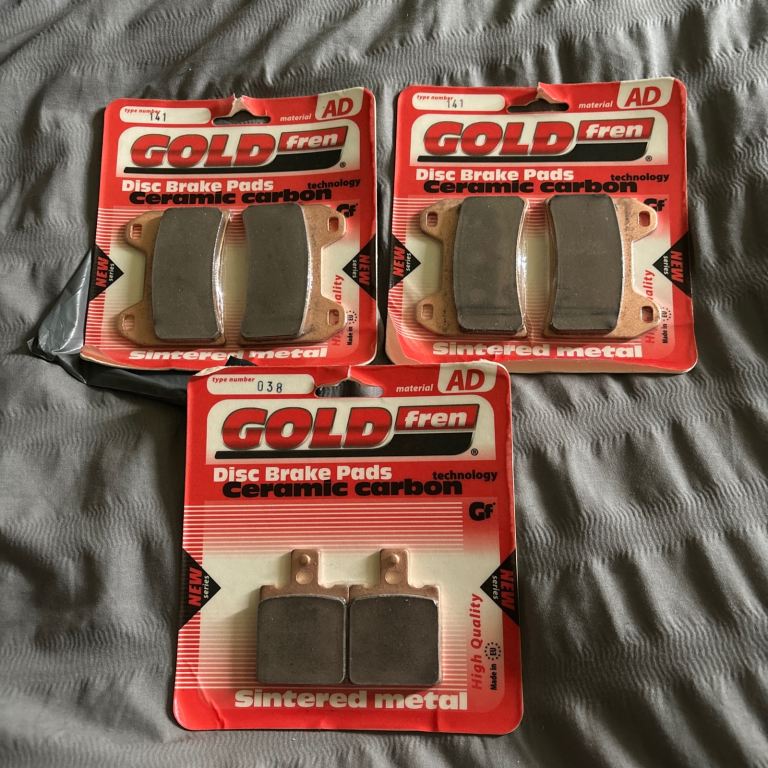 type number
141
material AD
GOLD fren ®
Disc Brake Pads
technology
Ceramic carbon
Gf
NEW
series
NEW
series
High Quality
Made in EU
Sintered metal
type number
141
material AD
GOLD fren ®
Disc Brake Pads
technology
Ceramic carbon
Gf
NEW
series
NEW
series
High Quality
Made in EU
Sintered metal
type number
038
material AD
GOLD fren ®
Disc Brake Pads
technology
Ceramic carbon
Gf
NEW
series
NEW
series
High Quality
Made in EU
Sintered metal